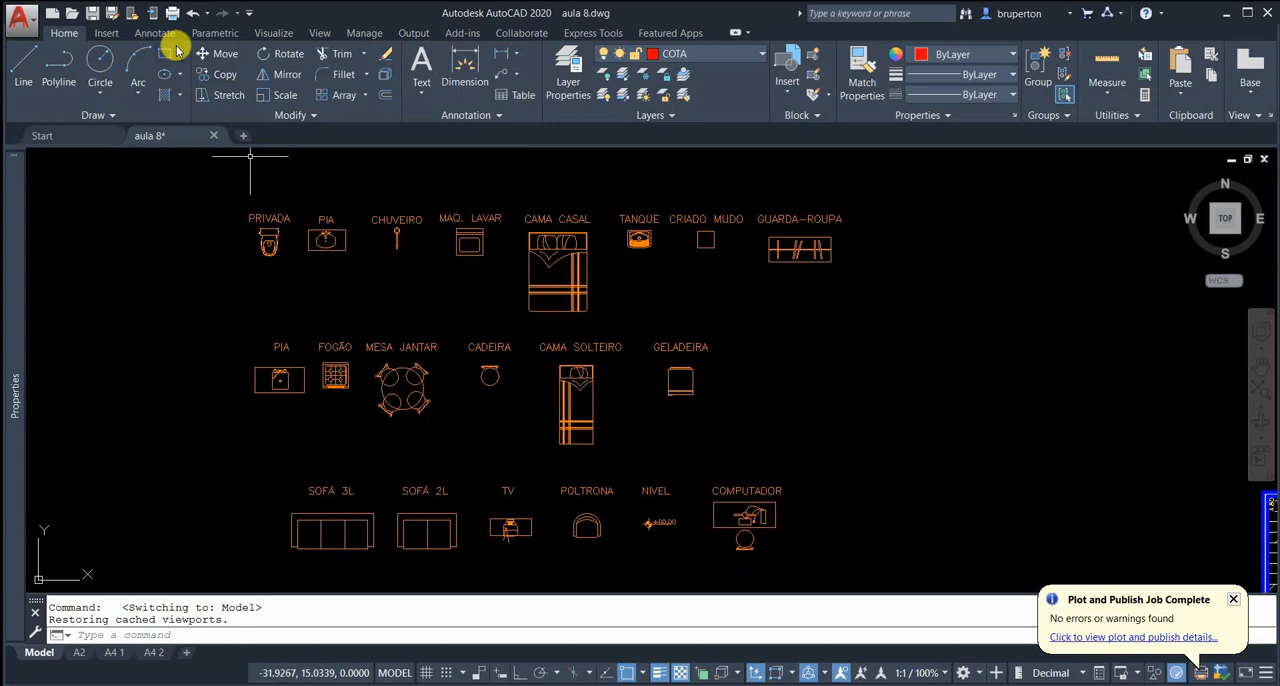 Autodesk AutoCAD 2020 aula 8.dwg
Type a keyword or phrase
bruperton
Home Insert Annotate Parametric Visualize View Manage Output Collaborate Add-ins Express Tools Featured Apps
Line Polyline Circle Arc
Move Rotate Trim
Copy Mirror Fillet
Stretch Scale Array
Text Dimension Table
Layer Properties
COTA
Insert
Match Properties
ByLayer
ByLayer
ByLayer
Group
Measure
Paste
Base
Draw Modify Annotation Layers Block Properties Groups Utilities Clipboard View
Start aula 8*
N
W TOP E
S
WCS
PRIVADA PIA CHUVEIRO MAQ. LAVAR CAMA CASAL TANQUE CRIADO MUDO GUARDA-ROUPA
PIA FOGÃO MESA JANTAR CADEIRA CAMA SOLTEIRO GELADEIRA
SOFÁ 3L SOFÁ 2L TV POLTRONA NIVEL COMPUTADOR
+00.00
4.80
Properties
Y
X
Command: <Switching to: Model>
Restoring cached viewports.
Type a command
Plot and Publish Job Complete
No errors or warnings found
Click to view plot and publish details...
Model A2 A4 1 A4 2
-31.9267, 15.0339, 0.0000 MODEL 1:1 / 100% Decimal